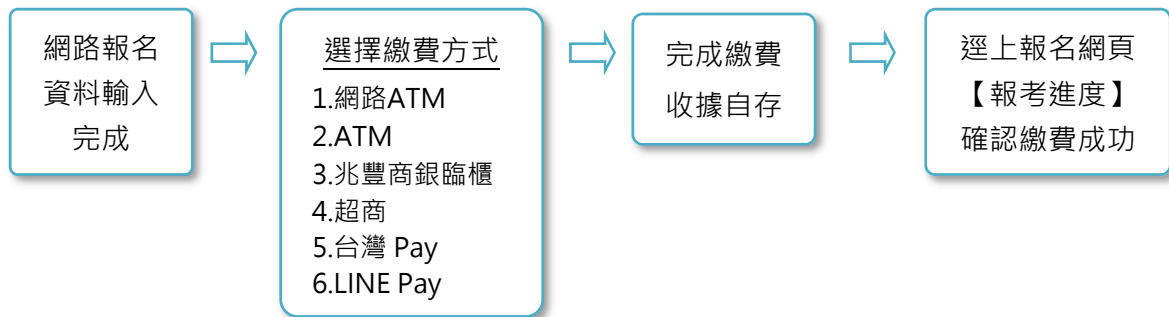 網路報名
資料輸入
完成
選擇繳費方式
1.網路ATM
2.ATM
3.兆豐商銀臨櫃
4.超商
5.台灣 Pay
6.LINE Pay
完成繳費
收據自存
逕上報名網頁
【報考進度】
確認繳費成功